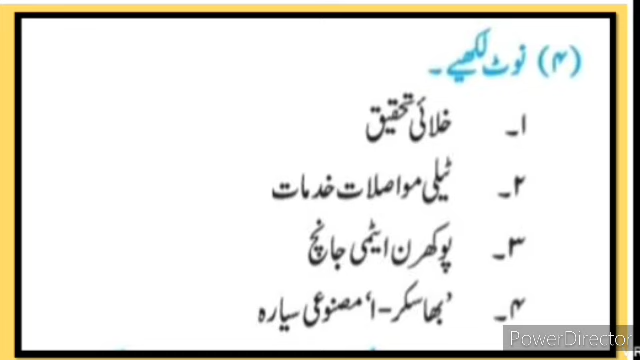 (۴) نوٹ لکھیے۔
۱۔ خلائی تحقیق
۲۔ ٹیلی مواصلات خدمات
۳۔ پوکھرن ایٹمی جانچ
۴۔ 'بھاسکر-۱' مصنوعی سیارہ
PowerDirector